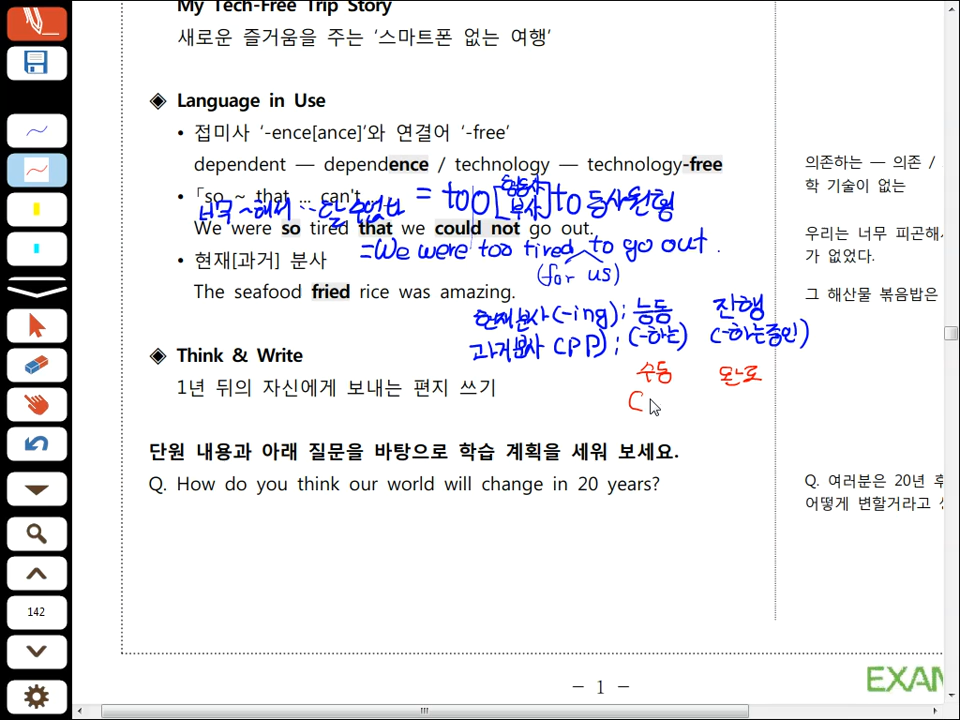 My Tech-Free Trip Story
새로운 즐거움을 주는 ‘스마트폰 없는 여행’
◈ Language in Use
• 접미사 ‘-ence[ance]’와 연결어 ‘-free’
dependent — dependence / technology — technology-free
의존하는 — 의존 /
학 기술이 없는
• 「so ~ that ... can't
= too [형용사 부사] to 동사원형
너무 ~해서 ~할 수 없다
We were so tired that we could not go out.
우리는 너무 피곤해서
가 없었다.
=We were too tired to go out.
(for us)
• 현재[과거] 분사
The seafood fried rice was amazing.
그 해산물 볶음밥은
현재분사(-ing) ; 능동 진행
과거분사 (PP) ; (-하는) (-하는중인)
수동 완료
(
◈ Think & Write
1년 뒤의 자신에게 보내는 편지 쓰기
단원 내용과 아래 질문을 바탕으로 학습 계획을 세워 보세요.
Q. How do you think our world will change in 20 years?
Q. 여러분은 20년 후
어떻게 변할거라고
142
－ 1 －
EXAM